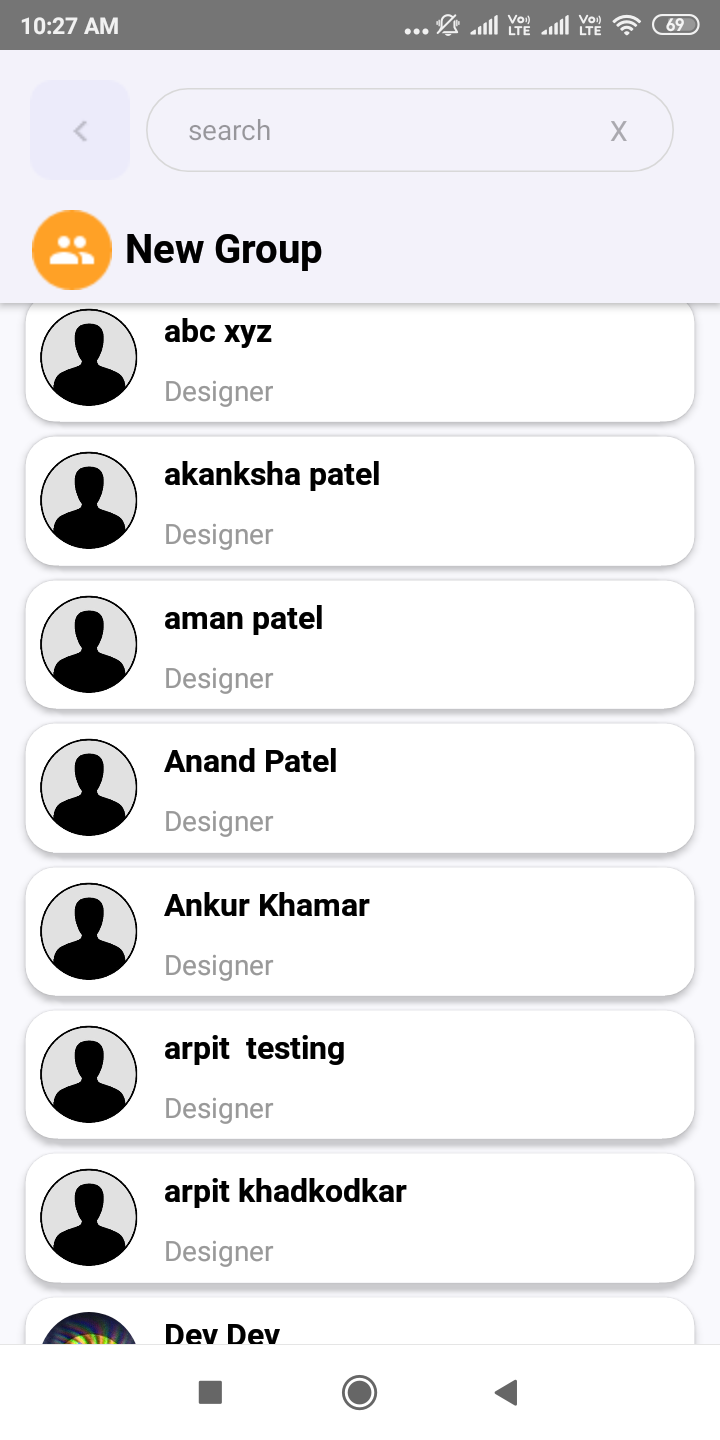 10:27 AM
Vo)) LTE Vo)) LTE 69
search X
New Group
abc xyz
Designer
akanksha patel
Designer
aman patel
Designer
Anand Patel
Designer
Ankur Khamar
Designer
arpit  testing
Designer
arpit khadkodkar
Designer
Dev Dev